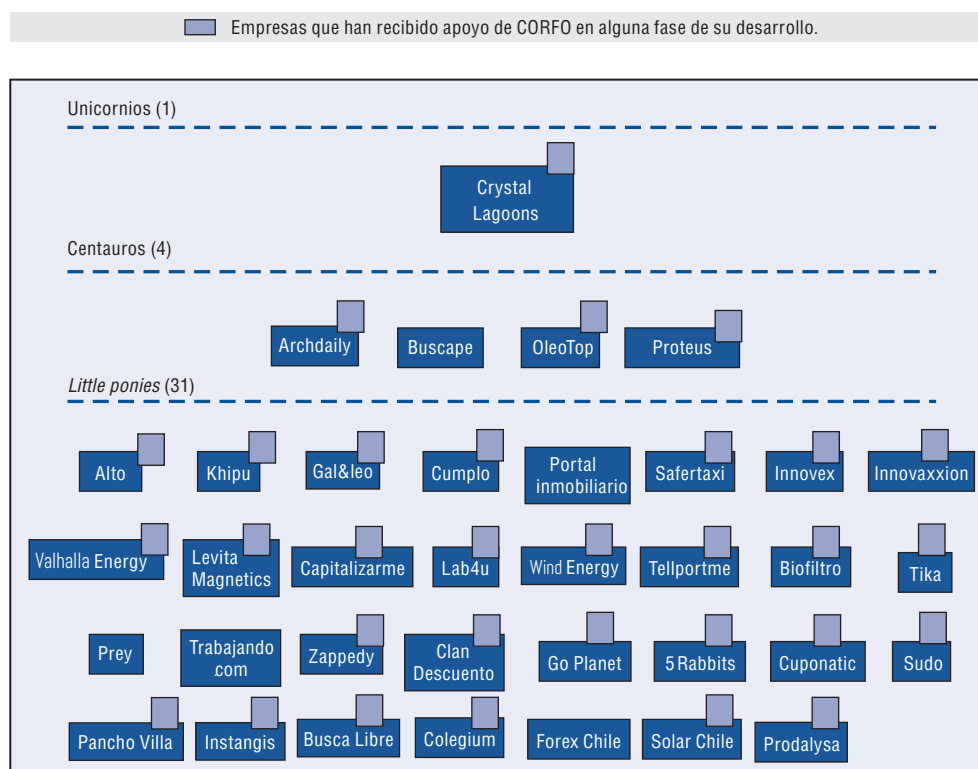 Empresas que han recibido apoyo de CORFO en alguna fase de su desarrollo.
Unicornios (1)
Crystal
Lagoons
Centauros (4)
Archdaily
Buscape
OleoTop
Proteus
Little ponies (31)
Alto
Khipu
Gal&leo
Cumplo
Portal
inmobiliario
Safertaxi
Innovex
Innovaxxion
Valhalla Energy
Levita
Magnetics
Capitalizarme
Lab4u
Wind Energy
Tellportme
Biofiltro
Tika
Prey
Trabajando
com
Zappedy
Clan
Descuento
Go Planet
5 Rabbits
Cuponatic
Sudo
Pancho Villa
Instangis
Busca Libre
Colegium
Forex Chile
Solar Chile
Prodalysa